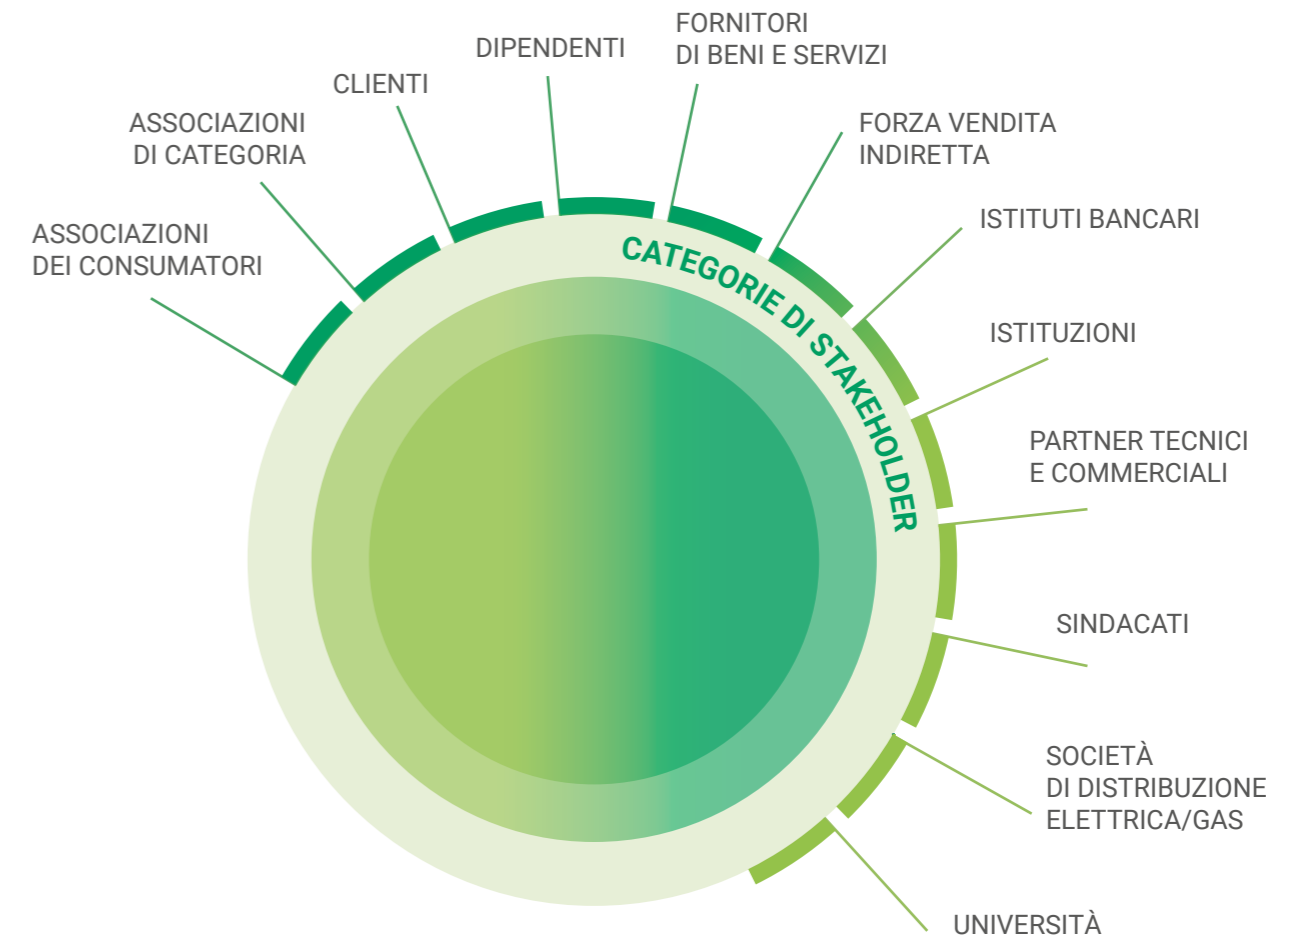 ASSOCIAZIONI
DEI CONSUMATORI
ASSOCIAZIONI
DI CATEGORIA
CLIENTI
DIPENDENTI
FORNITORI
DI BENI E SERVIZI
FORZA VENDITA
INDIRETTA
ISTITUTI BANCARI
ISTITUZIONI
PARTNER TECNICI
E COMMERCIALI
SINDACATI
SOCIETÀ
DI DISTRIBUZIONE
ELETTRICA/GAS
UNIVERSITÀ
CATEGORIE DI STAKEHOLDER